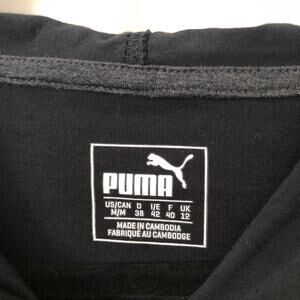 PUMA
US/CAN D I/E F UK
M/M 38 42 40 12
MADE IN CAMBODIA
FABRIQUÉ AU CAMBODGE